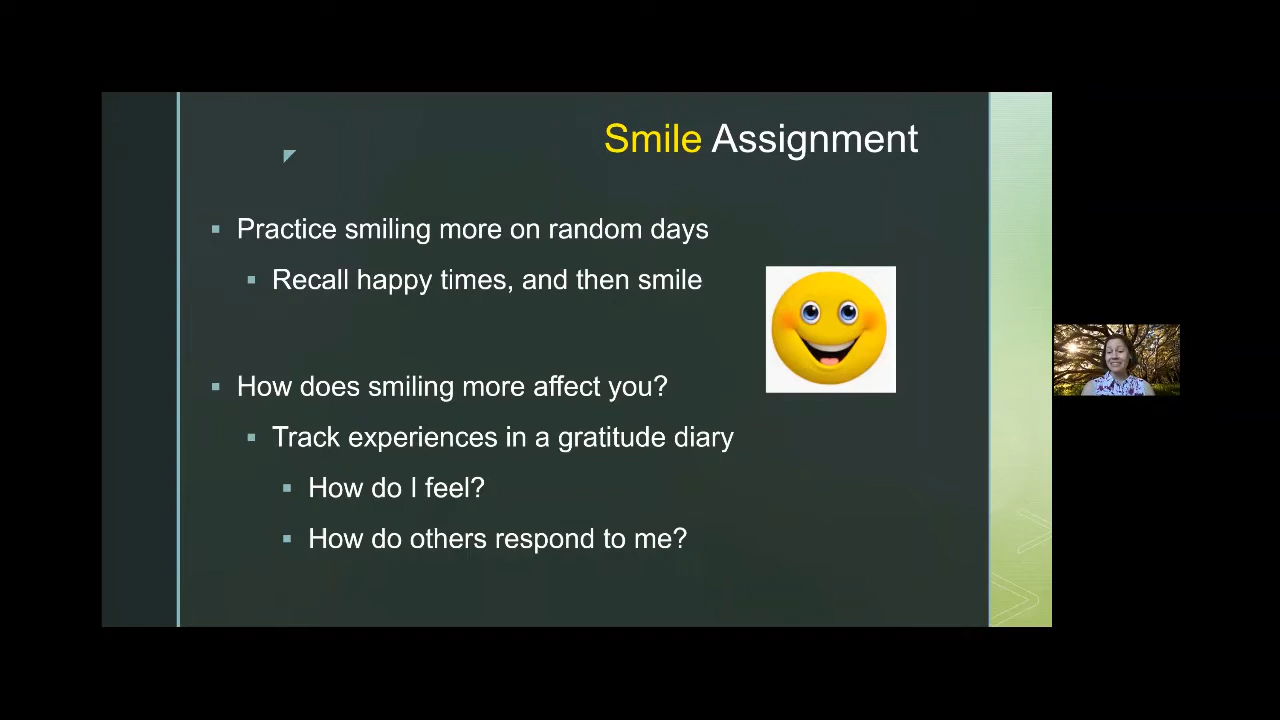 Smile Assignment
▪ Practice smiling more on random days
▪ Recall happy times, and then smile
▪ How does smiling more affect you?
▪ Track experiences in a gratitude diary
▪ How do I feel?
▪ How do others respond to me?